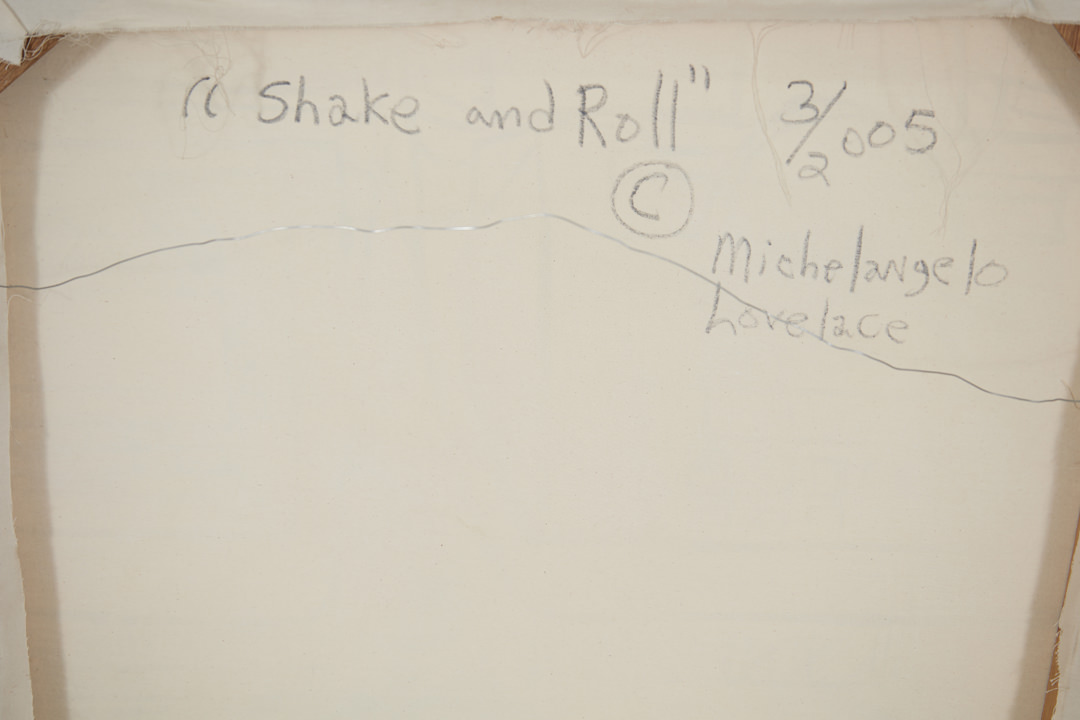 "Shake and Roll" 3/2005
©
Michelangelo
Lovelace